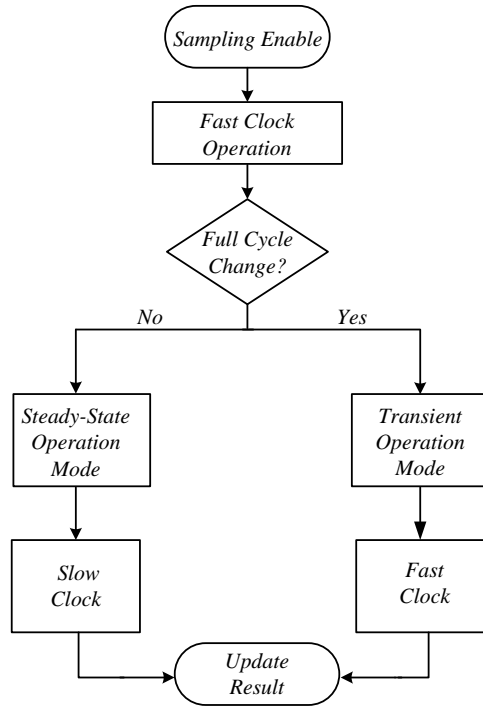 Sampling Enable
Fast Clock
Operation
Full Cycle
Change?
No
Yes
Steady-State
Operation
Mode
Transient
Operation
Mode
Slow
Clock
Fast
Clock
Update
Result